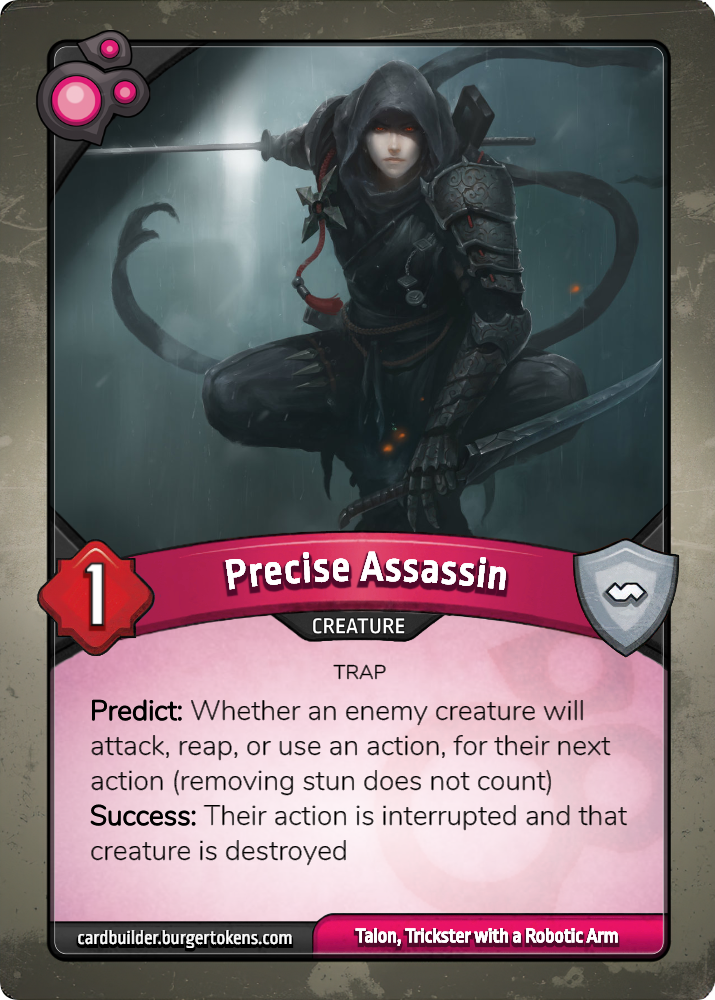 1
Precise Assassin
CREATURE
TRAP
Predict: Whether an enemy creature will
attack, reap, or use an action, for their next
action (removing stun does not count)
Success: Their action is interrupted and that
creature is destroyed
cardbuilder.burgertokens.com
Talon, Trickster with a Robotic Arm